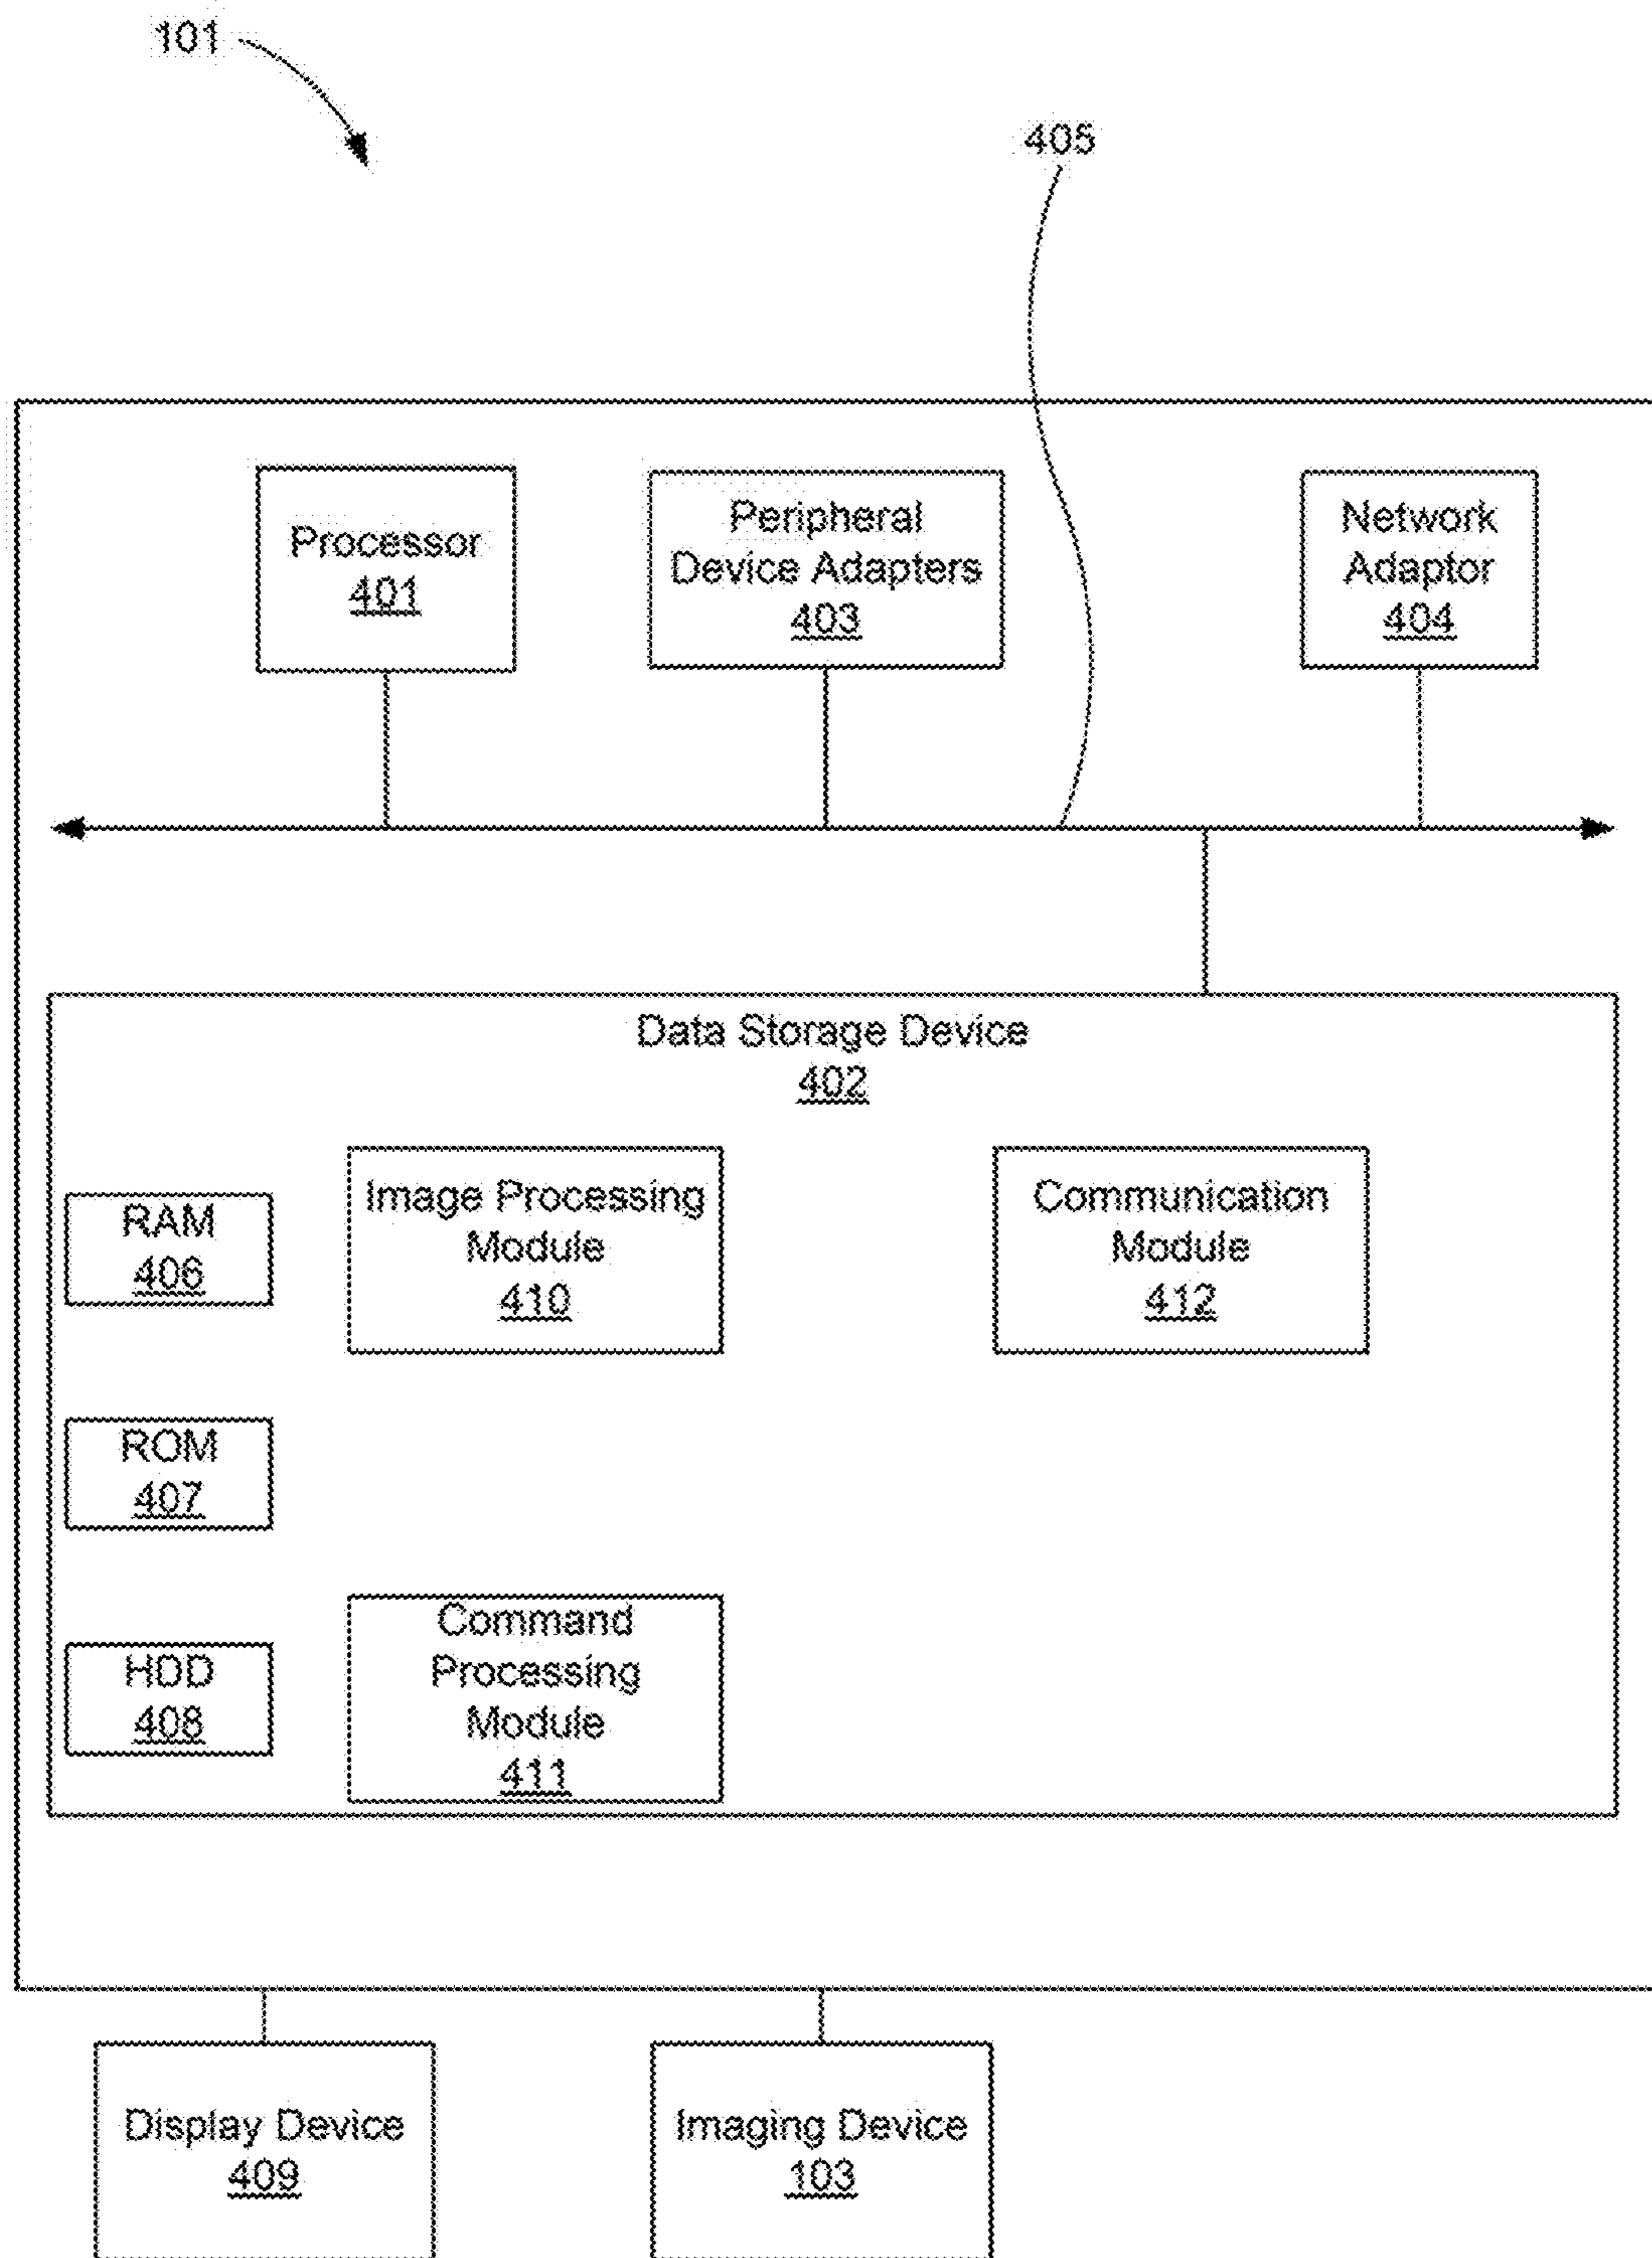 101
405
Processor
401
Peripheral
Device Adapters
403
Network
Adaptor
404
Data Storage Device
402
RAM
406
Image Processing
Module
410
Communication
Module
412
ROM
407
HDD
408
Command
Processing
Module
411
Display Device
409
Imaging Device
103